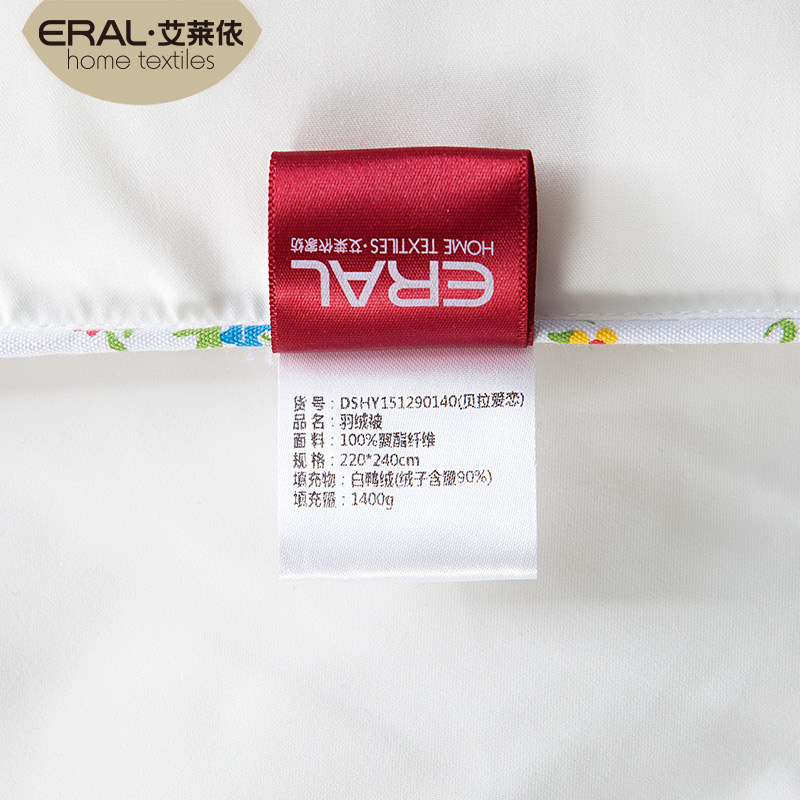 ERAL·艾莱依
home textiles
HOME TEXTILES·艾莱依家纺
ERAL
货 号：DSHY151290140(贝拉爱恋)
品 名：羽绒被
面 料：100%聚酯纤维
规 格：220*240cm
填充物：白鸭绒(绒子含量90%)
填充量：1400g